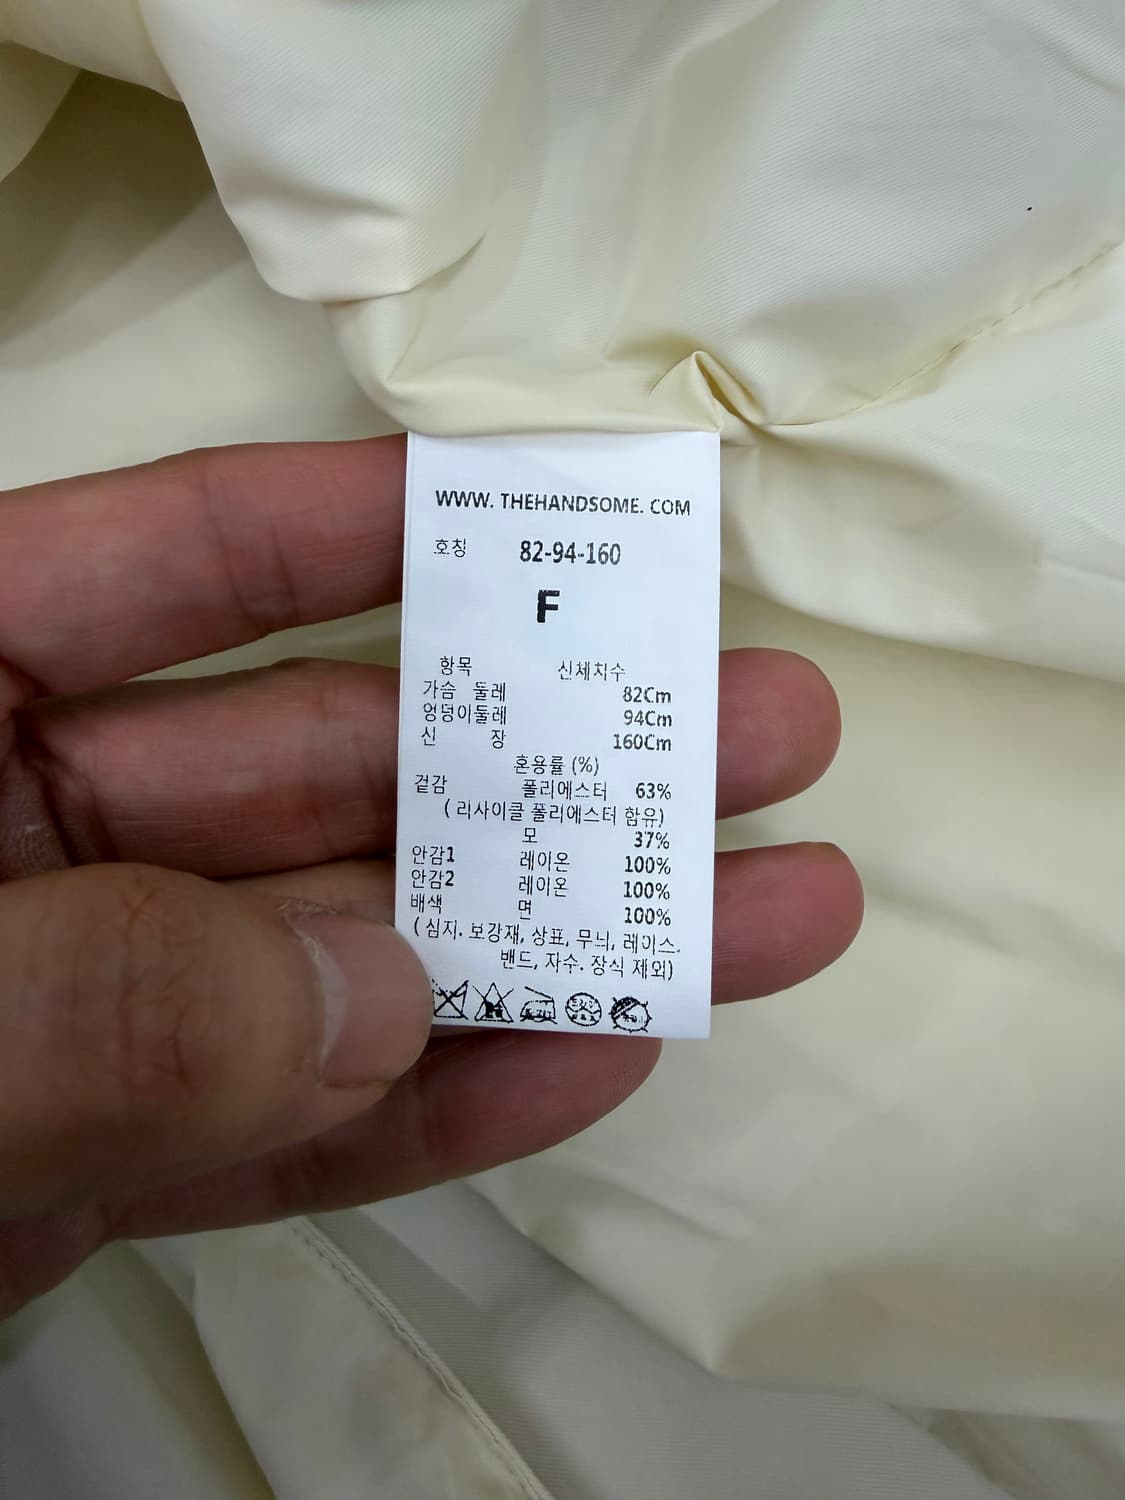 WWW. THEHANDSOME. COM
호칭 82-94-160
F
항목 신체치수
가슴 둘레 82Cm
엉덩이둘레 94Cm
신 장 160Cm
혼용률 (%)
겉감 폴리에스터 63%
( 리사이클 폴리에스터 함유)
모 37%
안감1 레이온 100%
안감2 레이온 100%
배색 면 100%
( 심지. 보강재, 상표, 무늬, 레이스.
밴드, 자수. 장식 제외)